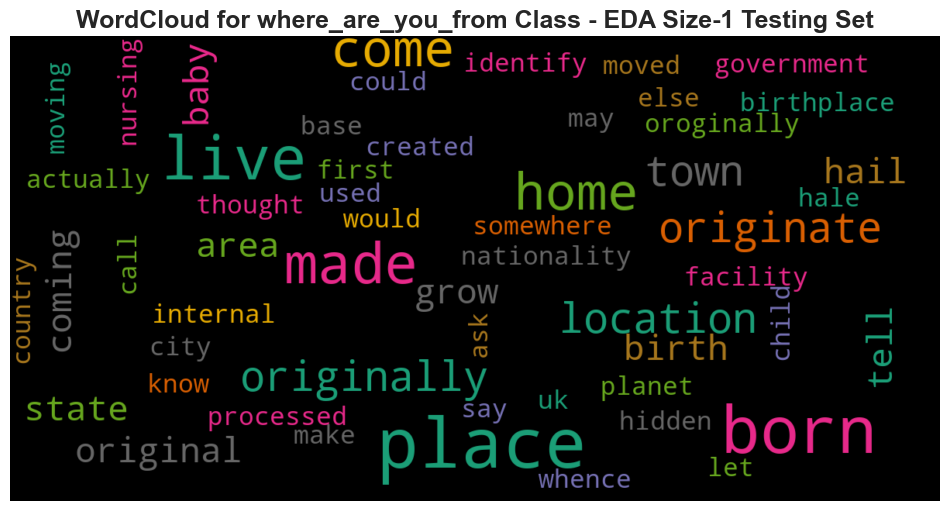 WordCloud for where_are_you_from Class - EDA Size-1 Testing Set
come
identify
moved
government
moving
nursing
baby
could
else
birthplace
base
may
oroginally
created
live
first
town
hail
actually
used
home
hale
thought
would
somewhere
originate
area
made
nationality
coming
call
facility
country
grow
internal
location
child
ask
city
birth
tell
know
originally
planet
state
processed
say
uk
hidden
born
original
make
place
let
whence